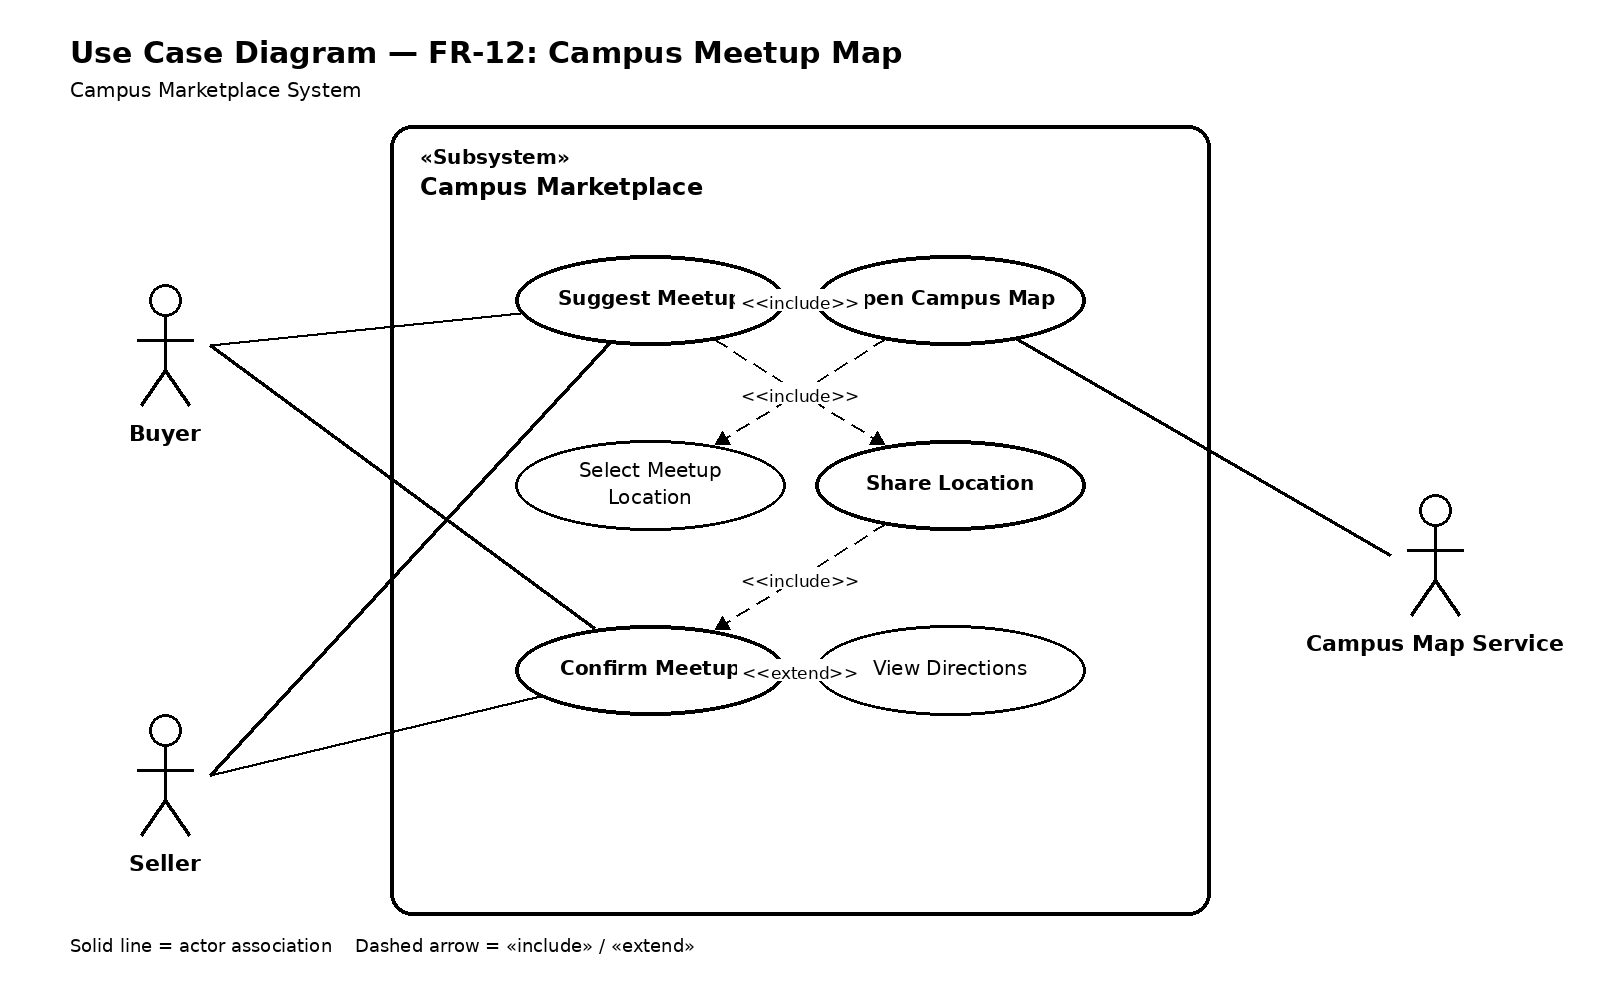 Use Case Diagram — FR-12: Campus Meetup Map
Campus Marketplace System
«Subsystem»
Campus Marketplace
Suggest Meetup
<<include>>
pen Campus Map
Buyer
<<include>>
Select Meetup
Location
Share Location
<<include>>
Campus Map Service
Confirm Meetup
<<extend>>
View Directions
Seller
Solid line = actor association    Dashed arrow = «include» / «extend»